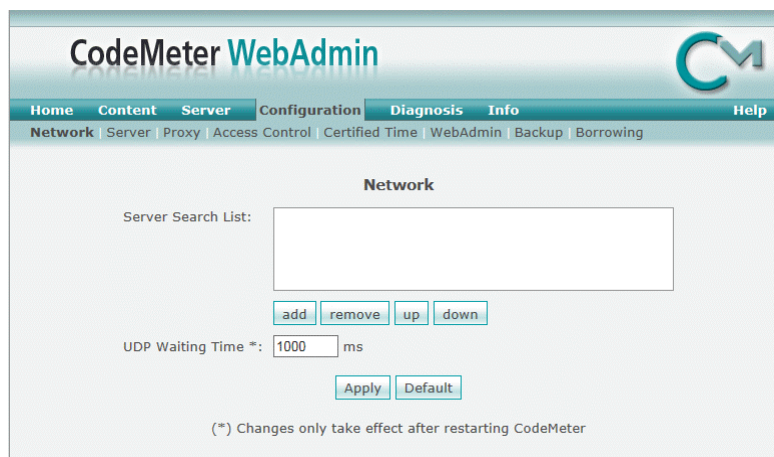 CodeMeter WebAdmin
CM
Home Content Server Configuration Diagnosis Info Help
Network | Server | Proxy | Access Control | Certified Time | WebAdmin | Backup | Borrowing
Network
Server Search List:
add remove up down
UDP Waiting Time *: 1000 ms
Apply Default
(*) Changes only take effect after restarting CodeMeter